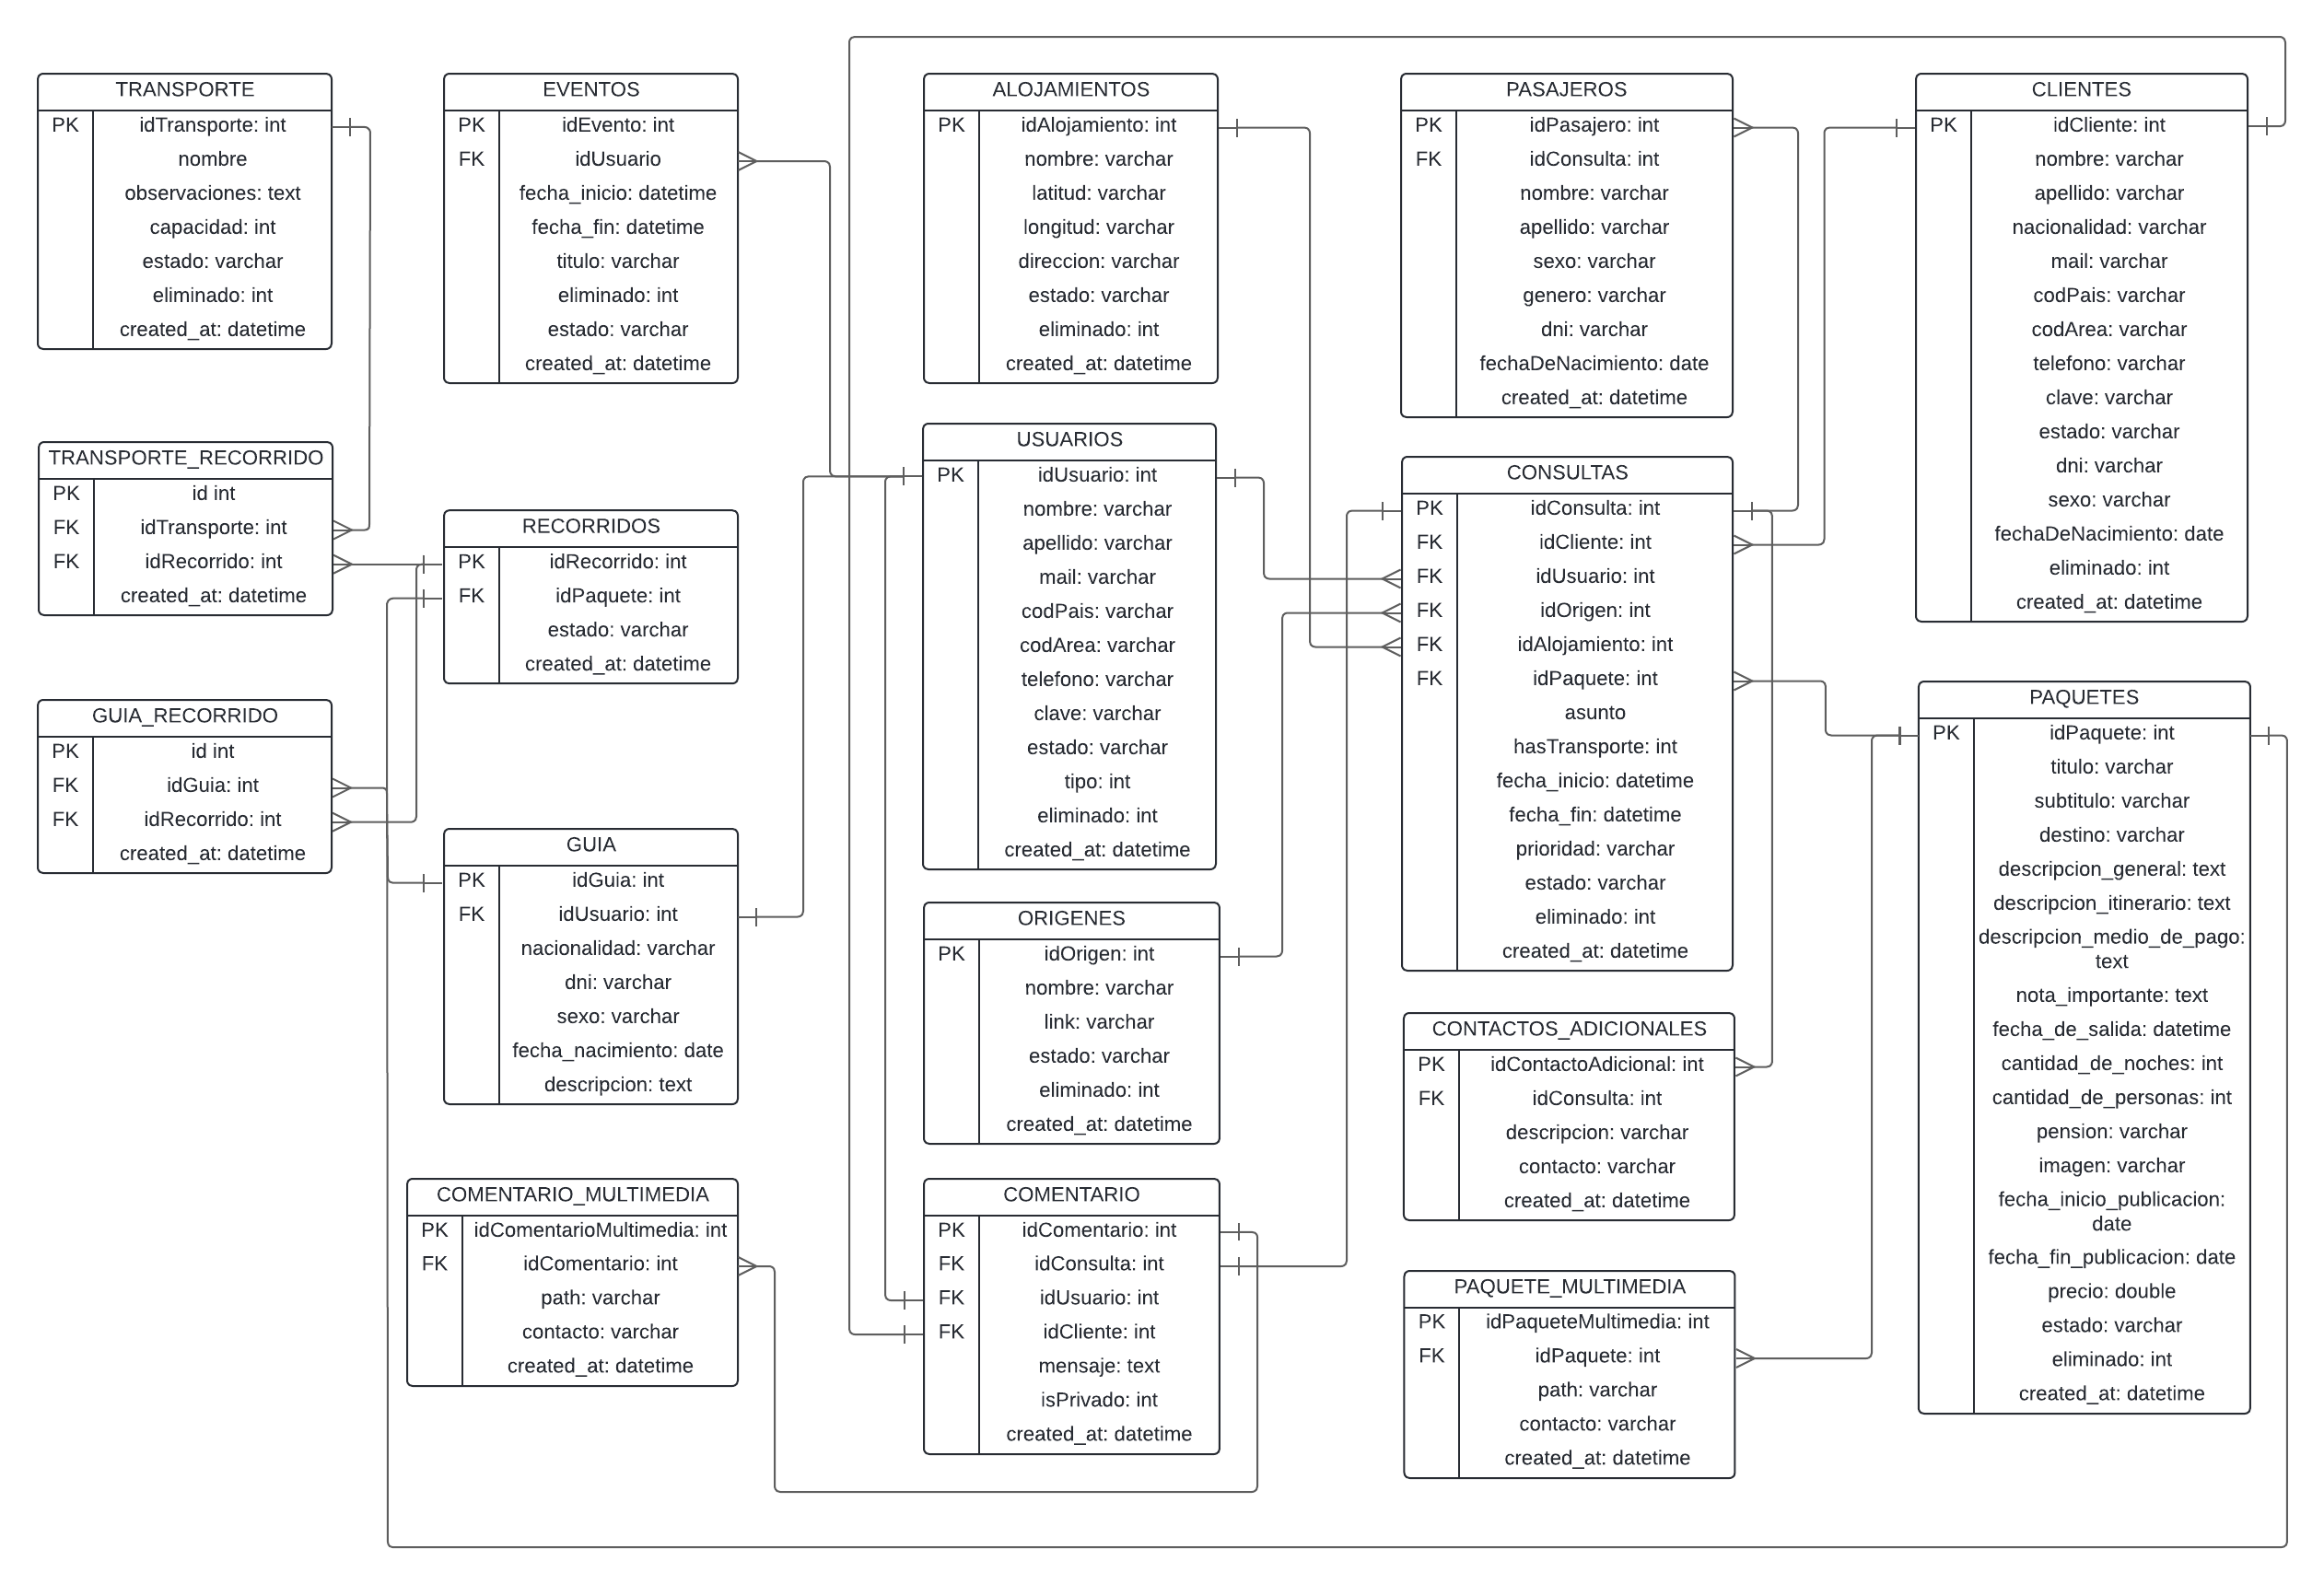 TRANSPORTE
PK idTransporte: int
nombre
observaciones: text
capacidad: int
estado: varchar
eliminado: int
created_at: datetime
EVENTOS
PK idEvento: int
FK idUsuario
fecha_inicio: datetime
fecha_fin: datetime
titulo: varchar
eliminado: int
estado: varchar
created_at: datetime
ALOJAMIENTOS
PK idAlojamiento: int
nombre: varchar
latitud: varchar
longitud: varchar
direccion: varchar
estado: varchar
eliminado: int
created_at: datetime
PASAJEROS
PK idPasajero: int
FK idConsulta: int
nombre: varchar
apellido: varchar
sexo: varchar
genero: varchar
dni: varchar
fechaDeNacimiento: date
created_at: datetime
CLIENTES
PK idCliente: int
nombre: varchar
apellido: varchar
nacionalidad: varchar
mail: varchar
codPais: varchar
codArea: varchar
telefono: varchar
clave: varchar
estado: varchar
dni: varchar
sexo: varchar
fechaDeNacimiento: date
eliminado: int
created_at: datetime
TRANSPORTE_RECORRIDO
PK id int
FK idTransporte: int
FK idRecorrido: int
created_at: datetime
RECORRIDOS
PK idRecorrido: int
FK idPaquete: int
estado: varchar
created_at: datetime
USUARIOS
PK idUsuario: int
nombre: varchar
apellido: varchar
mail: varchar
codPais: varchar
codArea: varchar
telefono: varchar
clave: varchar
estado: varchar
tipo: int
eliminado: int
created_at: datetime
CONSULTAS
PK idConsulta: int
FK idCliente: int
FK idUsuario: int
FK idOrigen: int
FK idAlojamiento: int
FK idPaquete: int
asunto
hasTransporte: int
fecha_inicio: datetime
fecha_fin: datetime
prioridad: varchar
estado: varchar
eliminado: int
created_at: datetime
GUIA_RECORRIDO
PK id int
FK idGuia: int
FK idRecorrido: int
created_at: datetime
GUIA
PK idGuia: int
FK idUsuario: int
nacionalidad: varchar
dni: varchar
sexo: varchar
fecha_nacimiento: date
descripcion: text
ORIGENES
PK idOrigen: int
nombre: varchar
link: varchar
estado: varchar
eliminado: int
created_at: datetime
PAQUETES
PK idPaquete: int
titulo: varchar
subtitulo: varchar
destino: varchar
descripcion_general: text
descripcion_itinerario: text
descripcion_medio_de_pago:
text
nota_importante: text
fecha_de_salida: datetime
cantidad_de_noches: int
cantidad_de_personas: int
pension: varchar
imagen: varchar
fecha_inicio_publicacion:
date
fecha_fin_publicacion: date
precio: double
estado: varchar
eliminado: int
created_at: datetime
CONTACTOS_ADICIONALES
PK idContactoAdicional: int
FK idConsulta: int
descripcion: varchar
contacto: varchar
created_at: datetime
COMENTARIO_MULTIMEDIA
PK idComentarioMultimedia: int
FK idComentario: int
path: varchar
contacto: varchar
created_at: datetime
COMENTARIO
PK idComentario: int
FK idConsulta: int
FK idUsuario: int
FK idCliente: int
mensaje: text
isPrivado: int
created_at: datetime
PAQUETE_MULTIMEDIA
PK idPaqueteMultimedia: int
FK idPaquete: int
path: varchar
contacto: varchar
created_at: datetime